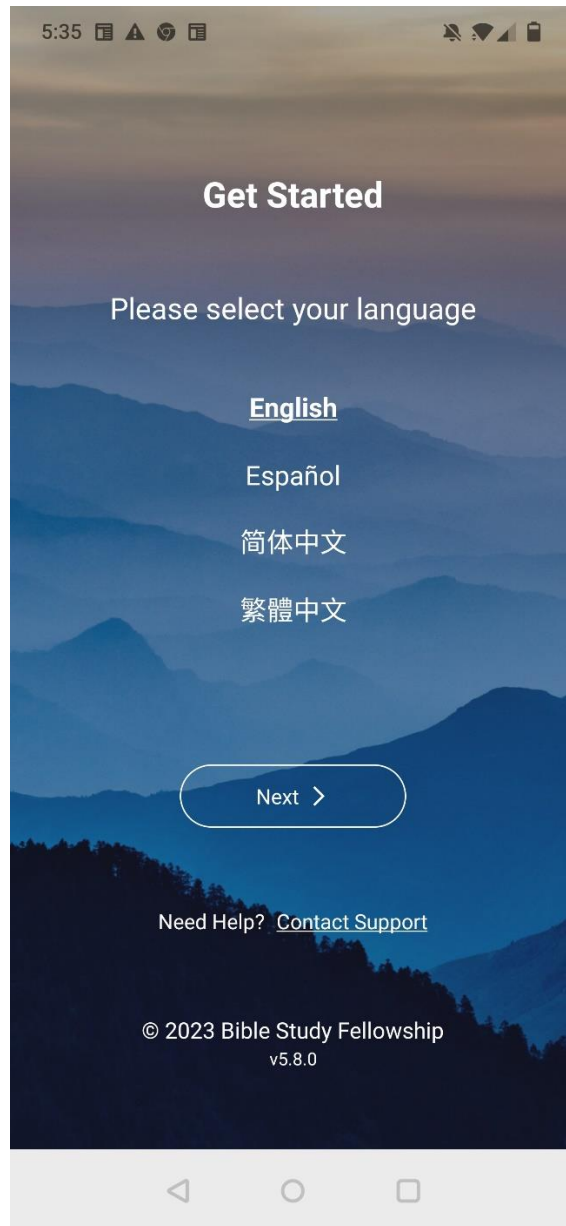 5:35
Get Started
Please select your language
English
Español
简体中文
繁體中文
Next
Need Help? Contact Support
© 2023 Bible Study Fellowship
v5.8.0